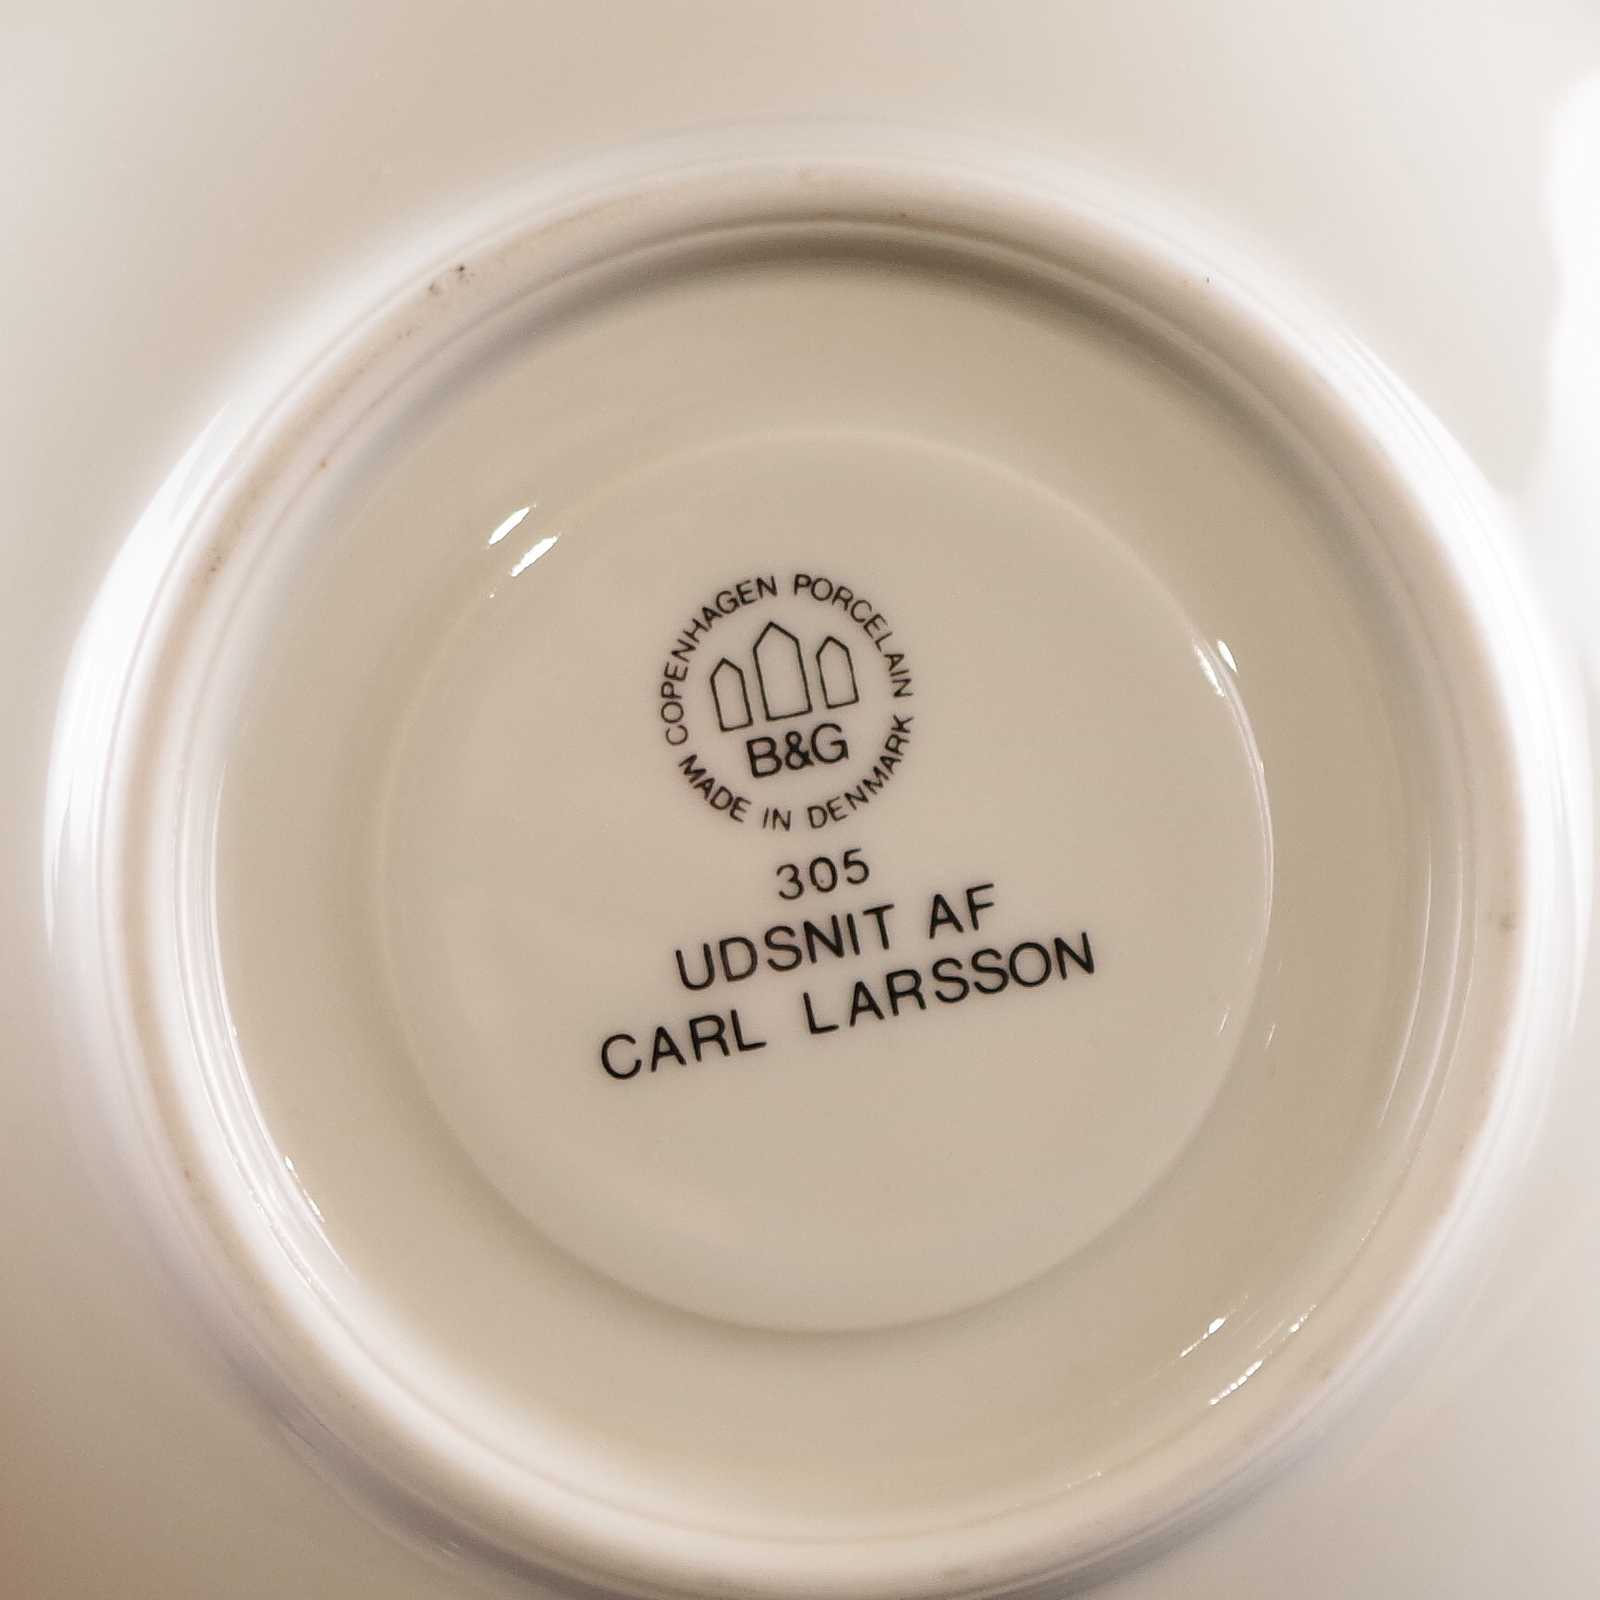 COPENHAGEN PORCELAIN
B&G
MADE IN DENMARK
305
UDSNIT AF
CARL LARSSON